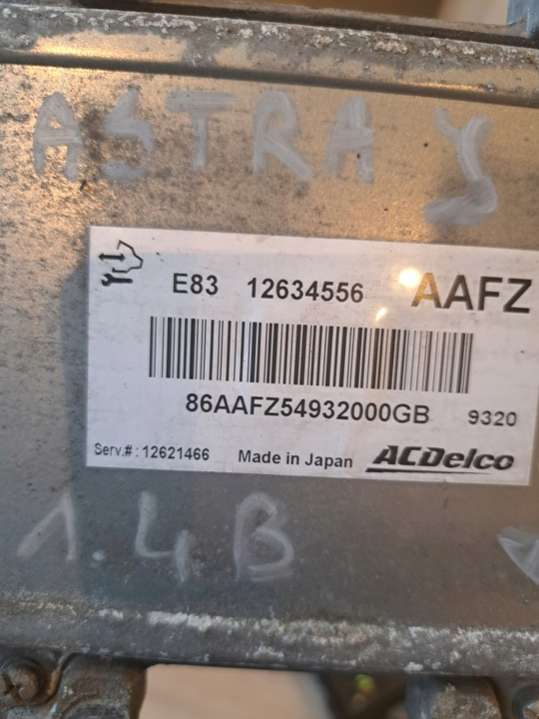 ASTRA J
E83 12634556 AAFZ
86AAFZ54932000GB 9320
Serv.#: 12621466 Made in Japan ACDelco
1.4B